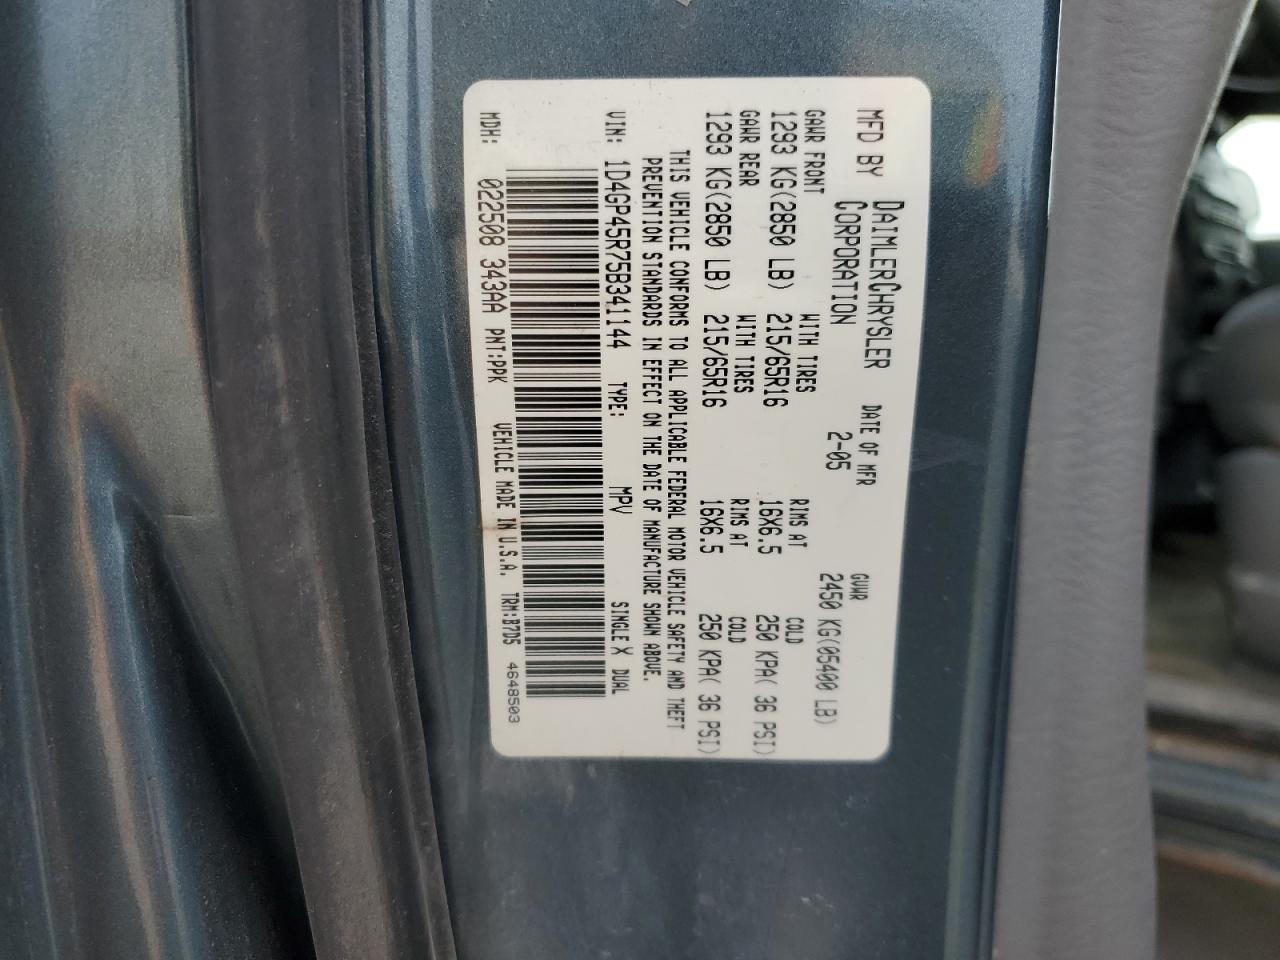 MFD BY DAIMLERCHRYSLER CORPORATION DATE OF MFR 2-05 GVWR 2450 KG(05400 LB)
GAWR FRONT WITH TIRES RIMS AT COLD
1293 KG(2850 LB) 215/65R16 16X6.5 250 KPA( 36 PSI)
GAWR REAR WITH TIRES RIMS AT COLD
1293 KG(2850 LB) 215/65R16 16X6.5 250 KPA( 36 PSI)
THIS VEHICLE CONFORMS TO ALL APPLICABLE FEDERAL MOTOR VEHICLE SAFETY AND THEFT
PREVENTION STANDARDS IN EFFECT ON THE DATE OF MANUFACTURE SHOWN ABOVE.
VIN: 1D4GP45R75B341144 TYPE: MPV SINGLE X DUAL
MDH: 022508 343AA PNT:PPK VEHICLE MADE IN U.S.A. TRM:B7D5 4648503